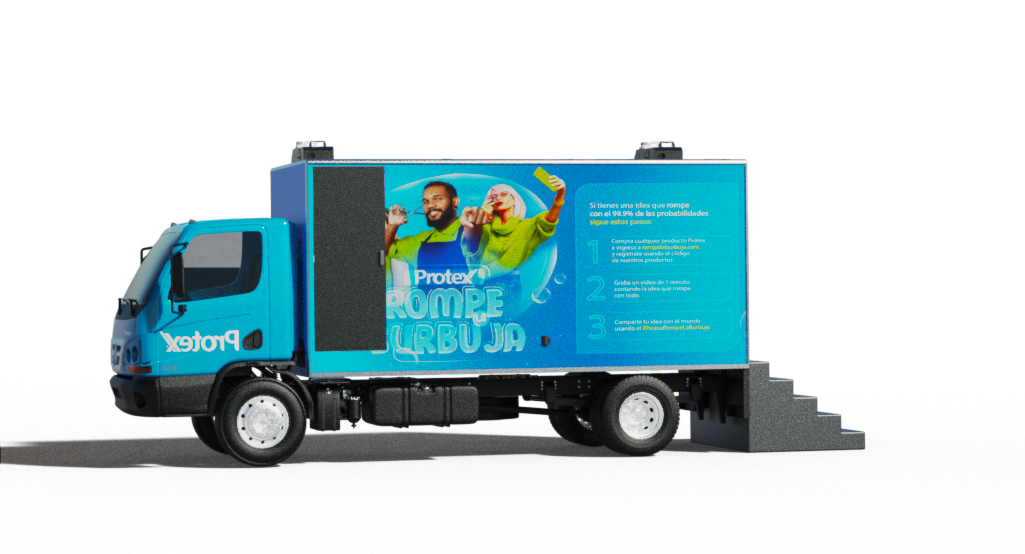 Protex
Protex
ROMPE
LA
BURBUJA
Si tienes una idea que rompe
con el 99.9% de las probabilidades
sigue estos pasos:
1
Compra cualquier producto Protex
e ingresa a rompelaburbuja.com
y regístrate usando el código
de nuestros productos
2
Graba un video de 1 minuto
contando la idea que rompe
con todo.
3
Comparte tu idea con el mundo
usando el #ProtexRompeLaBurbuja